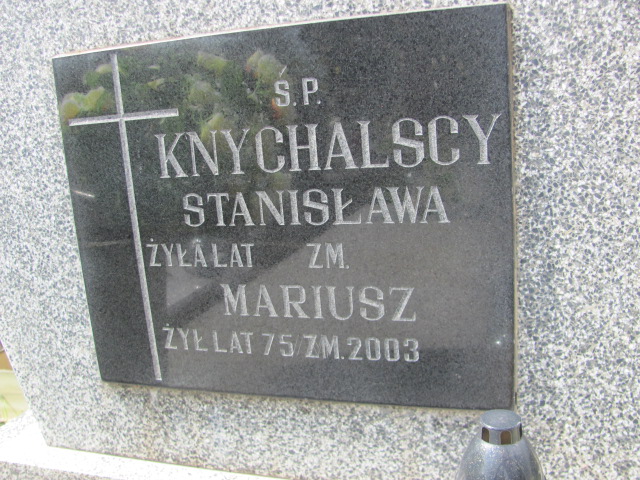 Ś.P.
KNYCHALSCY
STANISŁAWA
ŻYŁA LAT ZM.
MARIUSZ
ŻYŁ LAT 75 ZM. 2003